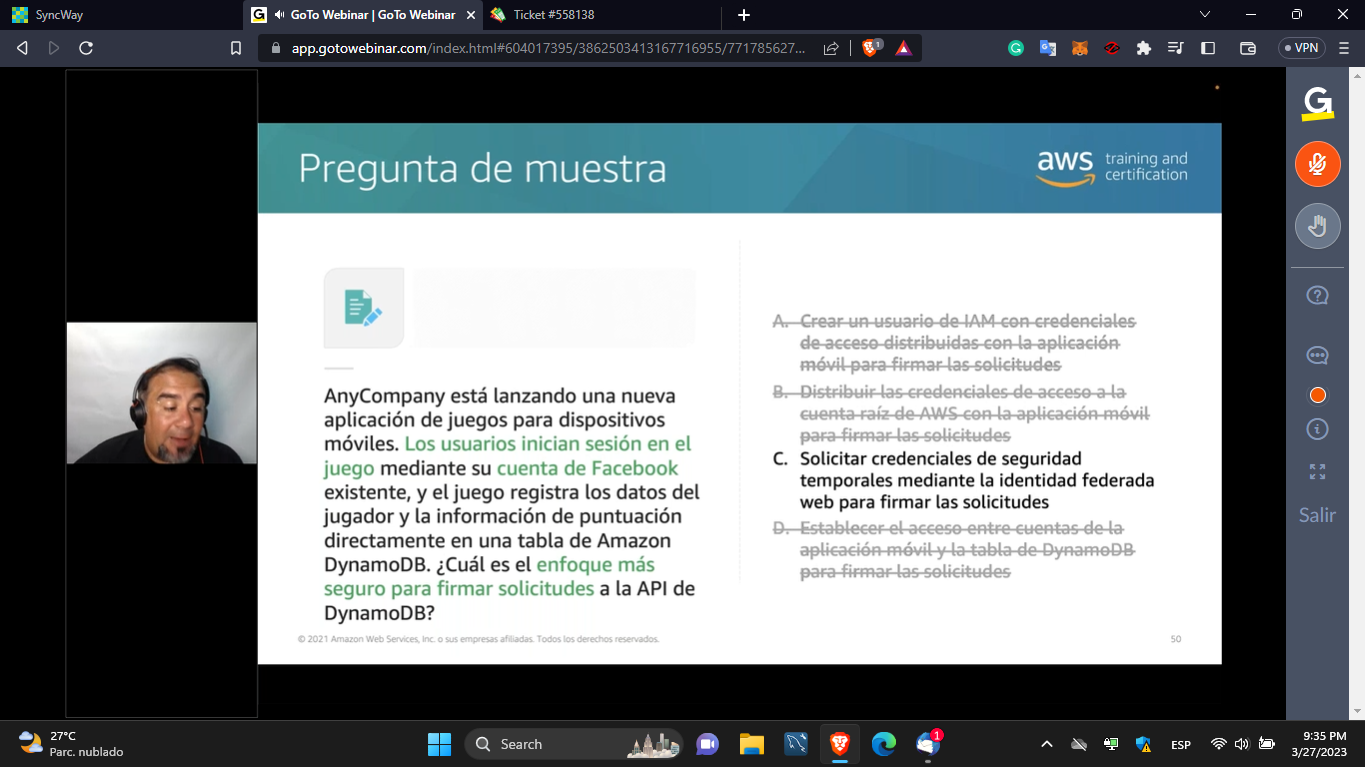 SyncWay
GoTo Webinar | GoTo Webinar
Ticket #558138
app.gotowebinar.com/index.html#604017395/3862503413167716955/771785627...
1
VPN
Pregunta de muestra
aws training and
certification
AnyCompany está lanzando una nueva
aplicación de juegos para dispositivos
móviles. Los usuarios inician sesión en el
juego mediante su cuenta de Facebook
existente, y el juego registra los datos del
jugador y la información de puntuación
directamente en una tabla de Amazon
DynamoDB. ¿Cuál es el enfoque más
seguro para firmar solicitudes a la API de
DynamoDB?
A. Crear un usuario de IAM con credenciales
de acceso distribuidas con la aplicación
móvil para firmar las solicitudes
B. Distribuir las credenciales de acceso a la
cuenta raíz de AWS con la aplicación móvil
para firmar las solicitudes
C. Solicitar credenciales de seguridad
temporales mediante la identidad federada
web para firmar las solicitudes
D. Establecer el acceso entre cuentas de la
aplicación móvil y la tabla de DynamoDB
para firmar las solicitudes
© 2021 Amazon Web Services, Inc. o sus empresas afiliadas. Todos los derechos reservados.
50
Salir
27°C
Parc. nublado
Search
1
ESP
9:35 PM
3/27/2023